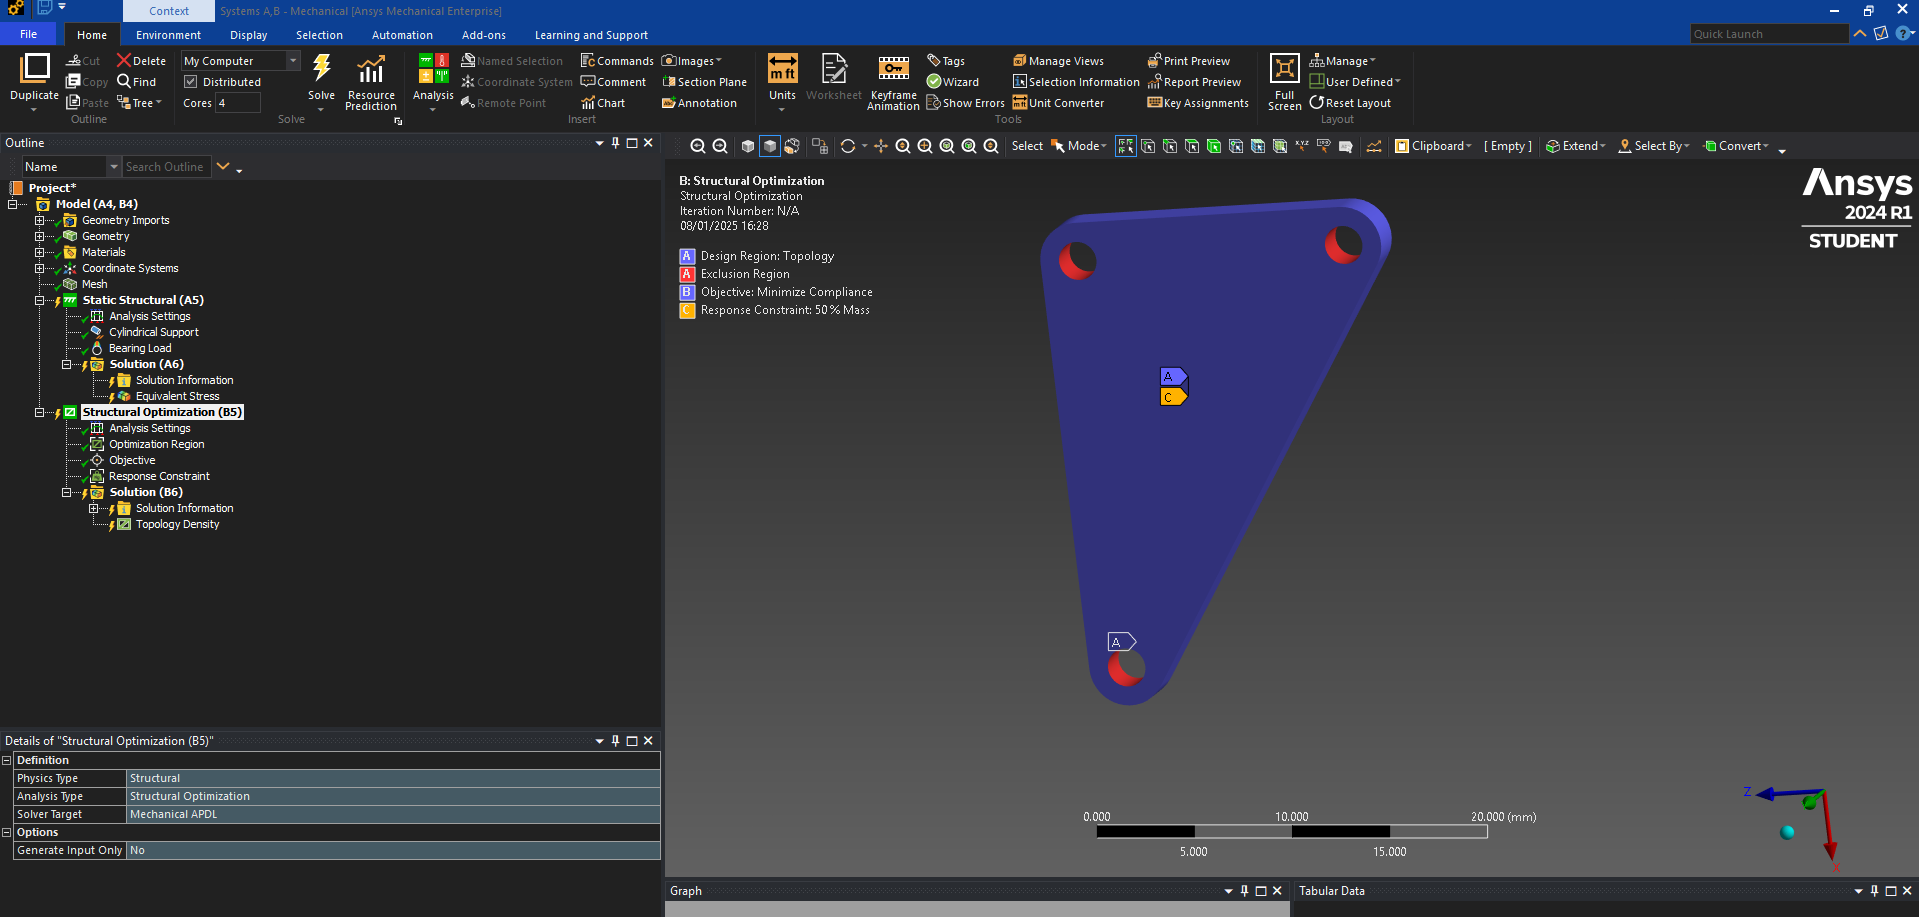 Context
Systems A,B - Mechanical [Ansys Mechanical Enterprise]
File Home Environment Display Selection Automation Add-ons Learning and Support
Quick Launch
Duplicate
Cut
Copy
Paste
Delete
Find
Tree
Outline
My Computer
Distributed
Cores 4
Solve
Resource
Prediction
Solve
Analysis
Named Selection
Coordinate System
Remote Point
Commands
Comment
Chart
Images
Section Plane
Annotation
Insert
m ft
Units
Worksheet
Keyframe
Animation
Tags
Wizard
Show Errors
Manage Views
Selection Information
Unit Converter
Print Preview
Report Preview
Key Assignments
Tools
Full
Screen
Manage
User Defined
Reset Layout
Layout
Outline
Name Search Outline
Select Mode Clipboard [ Empty ] Extend Select By Convert
Project*
Model (A4, B4)
Geometry Imports
Geometry
Materials
Coordinate Systems
Mesh
Static Structural (A5)
Analysis Settings
Cylindrical Support
Bearing Load
Solution (A6)
Solution Information
Equivalent Stress
Structural Optimization (B5)
Analysis Settings
Optimization Region
Objective
Response Constraint
Solution (B6)
Solution Information
Topology Density
B: Structural Optimization
Structural Optimization
Iteration Number: N/A
08/01/2025 16:28
A Design Region: Topology
A Exclusion Region
B Objective: Minimize Compliance
C Response Constraint: 50 % Mass
Ansys
2024 R1
STUDENT
A
C
A
0.000 10.000 20.000 (mm)
5.000 15.000
Z
X
Details of "Structural Optimization (B5)"
Definition
Physics Type Structural
Analysis Type Structural Optimization
Solver Target Mechanical APDL
Options
Generate Input Only No
Graph
Tabular Data